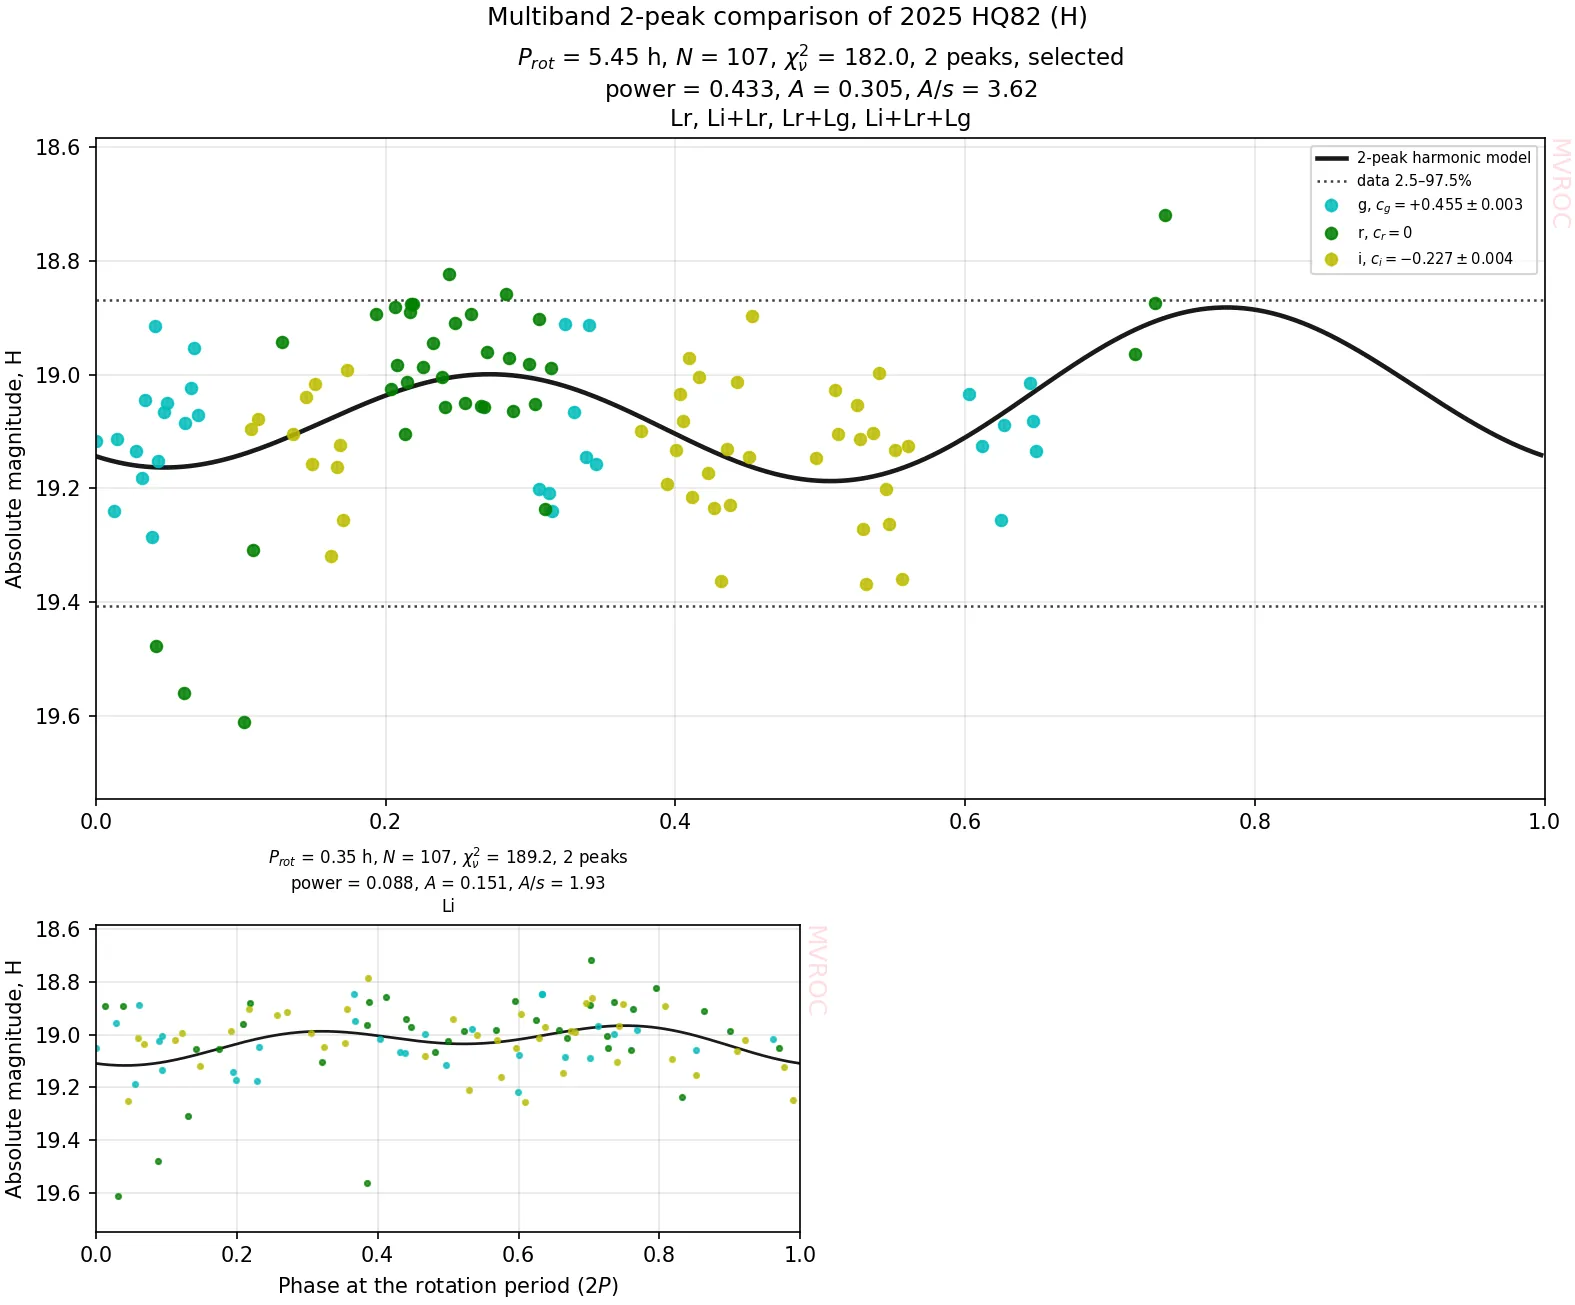 Multiband 2-peak comparison of 2025 HQ82 (H)
P_rot = 5.45 h, N = 107, χ²_ν = 182.0, 2 peaks, selected
power = 0.433, A = 0.305, A/s = 3.62
Lr, Li+Lr, Lr+Lg, Li+Lr+Lg
18.6
18.8
19.0
19.2
19.4
19.6
Absolute magnitude, H
2-peak harmonic model
data 2.5–97.5%
g, c_g = +0.455 ± 0.003
r, c_r = 0
i, c_i = −0.227 ± 0.004
MVROC
0.0 0.2 0.4 0.6 0.8 1.0
P_rot = 0.35 h, N = 107, χ²_ν = 189.2, 2 peaks
power = 0.088, A = 0.151, A/s = 1.93
Li
18.6
18.8
19.0
19.2
19.4
19.6
Absolute magnitude, H
MVROC
0.0 0.2 0.4 0.6 0.8 1.0
Phase at the rotation period (2P)